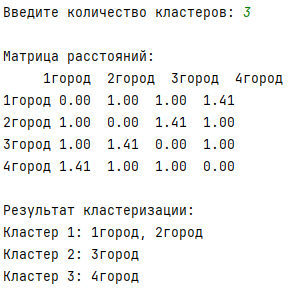 Введите количество кластеров: 3
Матрица расстояний:
1город 2город 3город 4город
1город 0.00 1.00 1.00 1.41
2город 1.00 0.00 1.41 1.00
3город 1.00 1.41 0.00 1.00
4город 1.41 1.00 1.00 0.00
Результат кластеризации:
Кластер 1: 1город, 2город
Кластер 2: 3город
Кластер 3: 4город